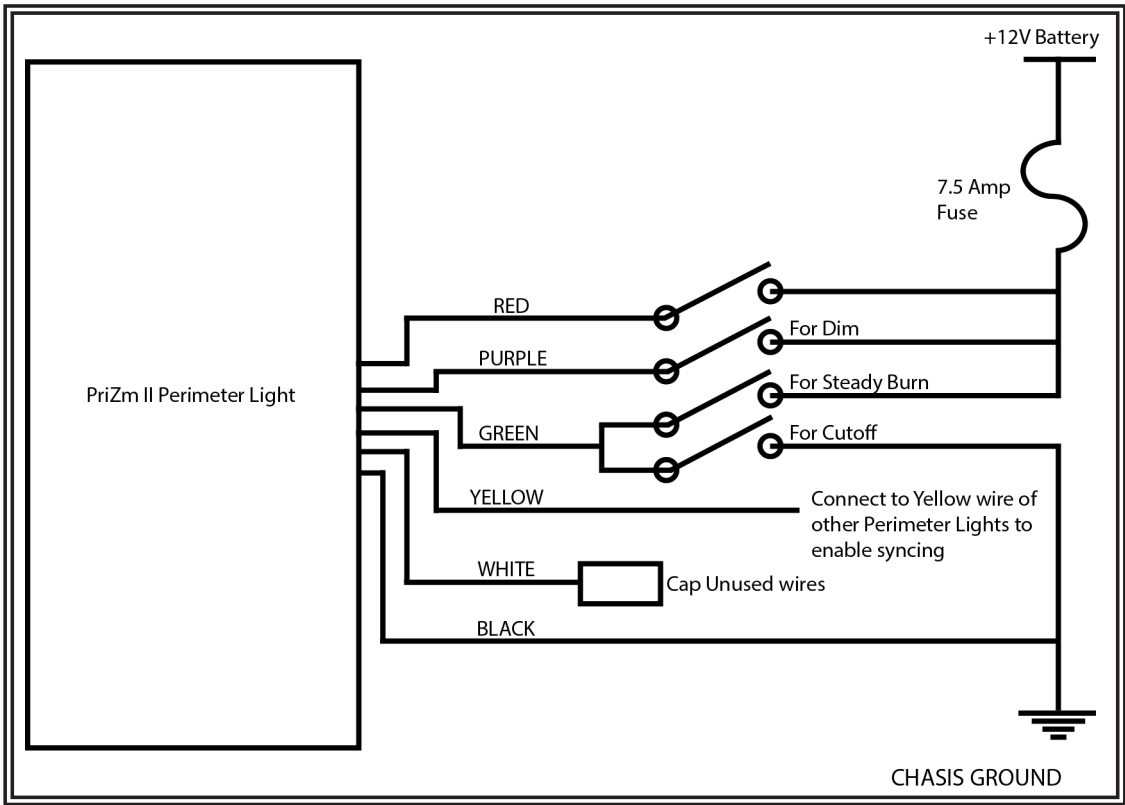 +12V Battery
7.5 Amp
Fuse
RED
For Dim
PURPLE
For Steady Burn
PriZm II Perimeter Light
GREEN
For Cutoff
YELLOW
Connect to Yellow wire of
other Perimeter Lights to
enable syncing
WHITE
Cap Unused wires
BLACK
CHASIS GROUND